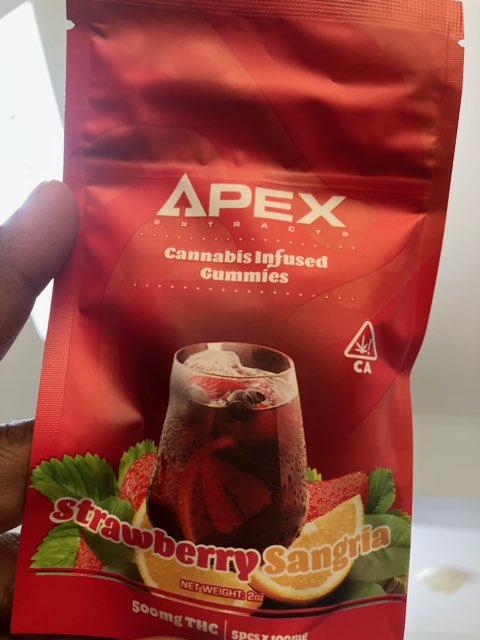 APEX
EXTRACTS
Cannabis Infused
Gummies
CA
strawberry Sangria
NET WEIGHT. 2oz
500mg THC | 5pcs x 100mg